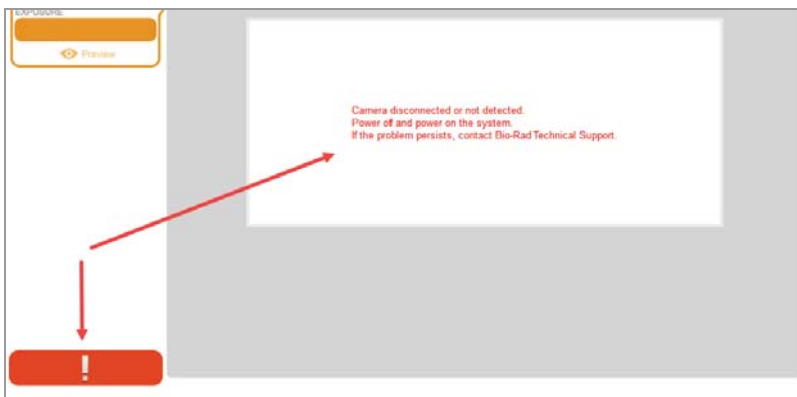 EXPOSURE
Preview
Camera disconnected or not detected.
Power off and power on the system.
If the problem persists, contact Bio-Rad Technical Support.
!